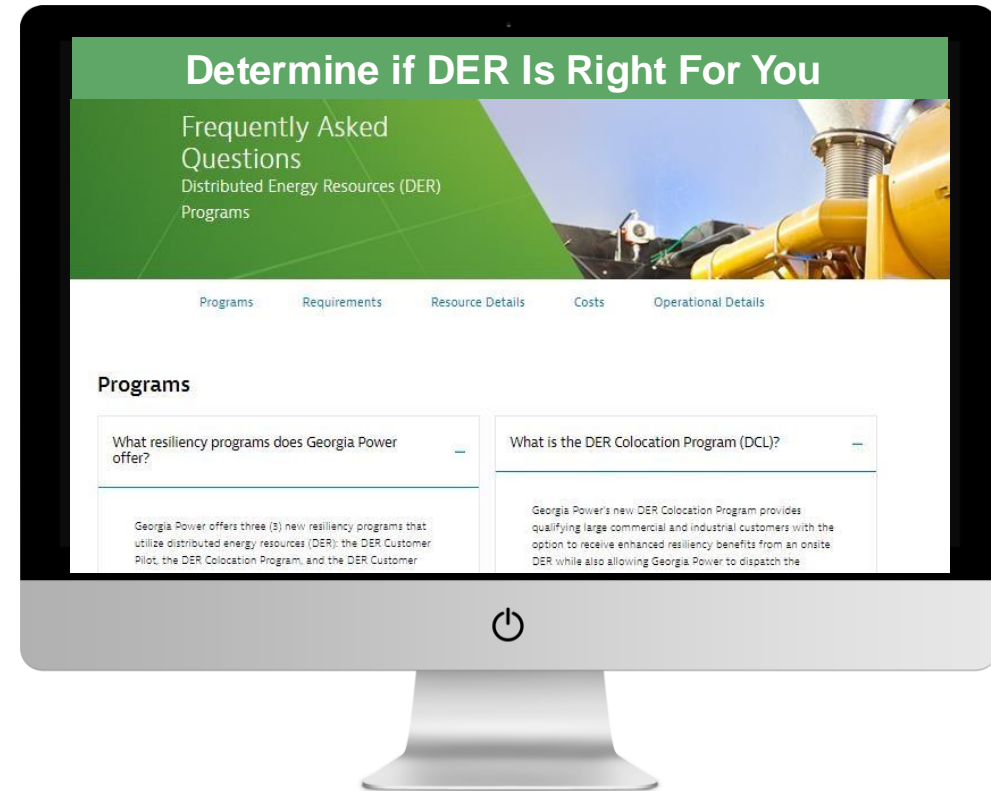 Determine if DER Is Right For You
Frequently Asked
Questions
Distributed Energy Resources (DER)
Programs
Programs
Requirements
Resource Details
Costs
Operational Details
Programs
What resiliency programs does Georgia Power
offer?
Georgia Power offers three (3) new resiliency programs that
utilize distributed energy resources (DER): the DER Customer
Pilot, the DER Colocation Program, and the DER Customer
What is the DER Colocation Program (DCL)?
Georgia Power's new DER Colocation Program provides
qualifying large commercial and industrial customers with the
option to receive enhanced resiliency benefits from an onsite
DER while also allowing Georgia Power to dispatch the